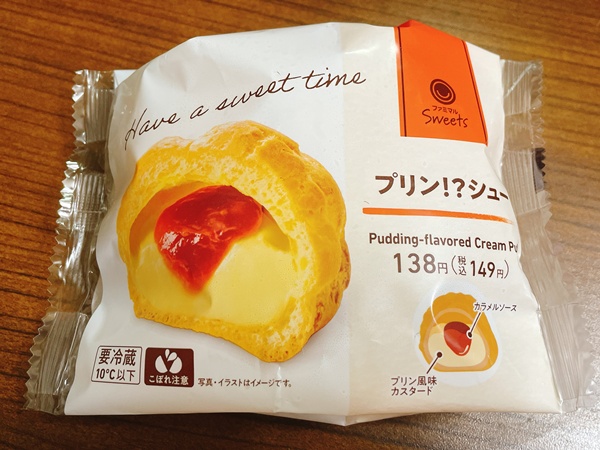 Have a sweet time
ファミマル
Sweets
プリン!?シュー
Pudding-flavored Cream Pu
138円(税込149円)
カラメルソース
プリン風味
カスタード
要冷蔵
10℃以下
こぼれ注意
写真・イラストはイメージです。